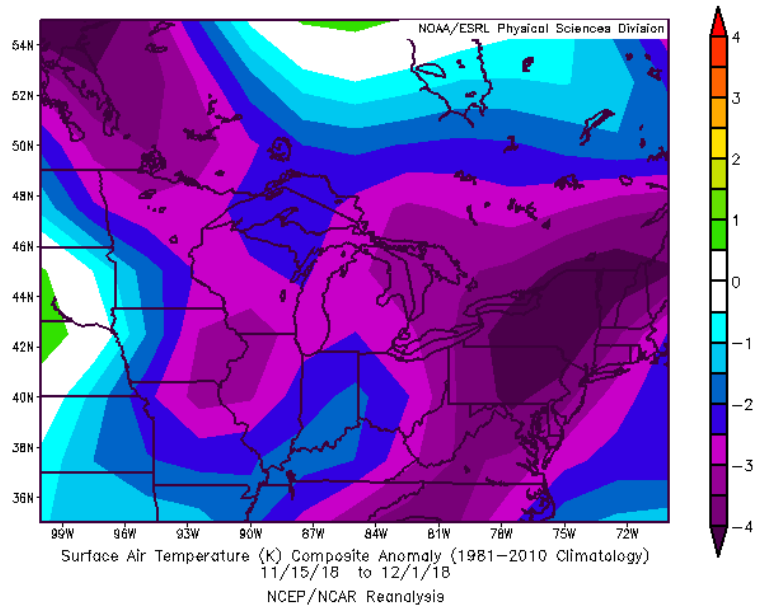 NOAA/ESRL Physical Sciences Division
54N
52N
50N
48N
46N
44N
42N
40N
38N
36N
99W 96W 93W 90W 87W 84W 81W 78W 75W 72W
4
3
2
1
0
−1
−2
−3
−4
Surface Air Temperature (K) Composite Anomaly (1981−2010 Climatology)
11/15/18 to 12/1/18
NCEP/NCAR Reanalysis